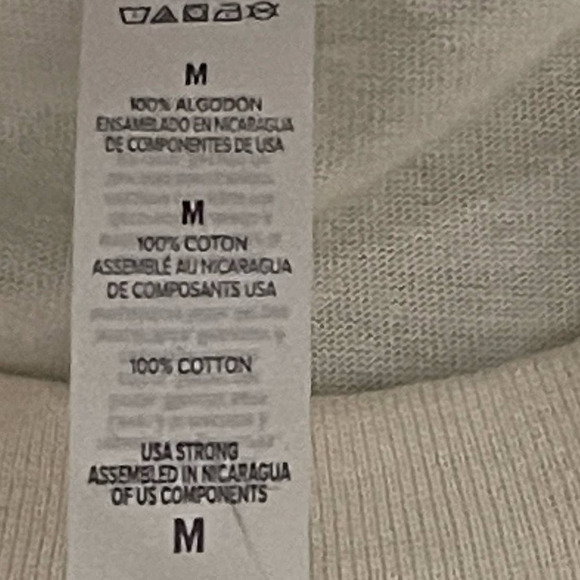 M
100% ALGODÓN
ENSAMBLADO EN NICARAGUA
DE COMPONENTES DE USA
M
100% COTON
ASSEMBLÉ AU NICARAGUA
DE COMPOSANTS USA
100% COTTON
USA STRONG
ASSEMBLED IN NICARAGUA
OF US COMPONENTS
M